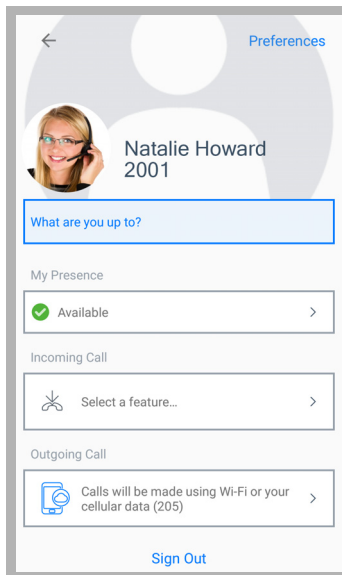 Preferences
Natalie Howard
2001
What are you up to?
My Presence
Available
Incoming Call
Select a feature...
Outgoing Call
Calls will be made using Wi-Fi or your
cellular data (205)
Sign Out